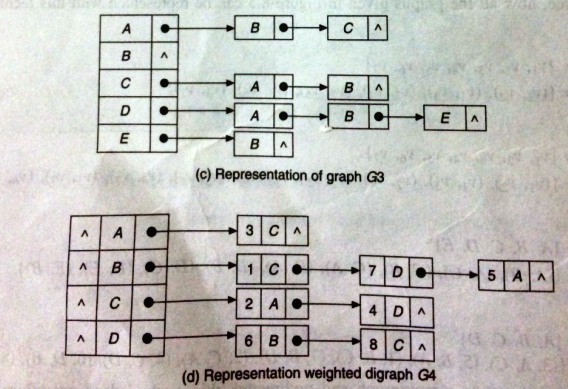 A B C ^
B ^
C A B ^
D A B E ^
E B ^
(c) Representation of graph G3
^ A 3 C ^
^ B 1 C 7 D 5 A ^
^ C 2 A 4 D ^
^ D 6 B 8 C ^
(d) Representation weighted digraph G4